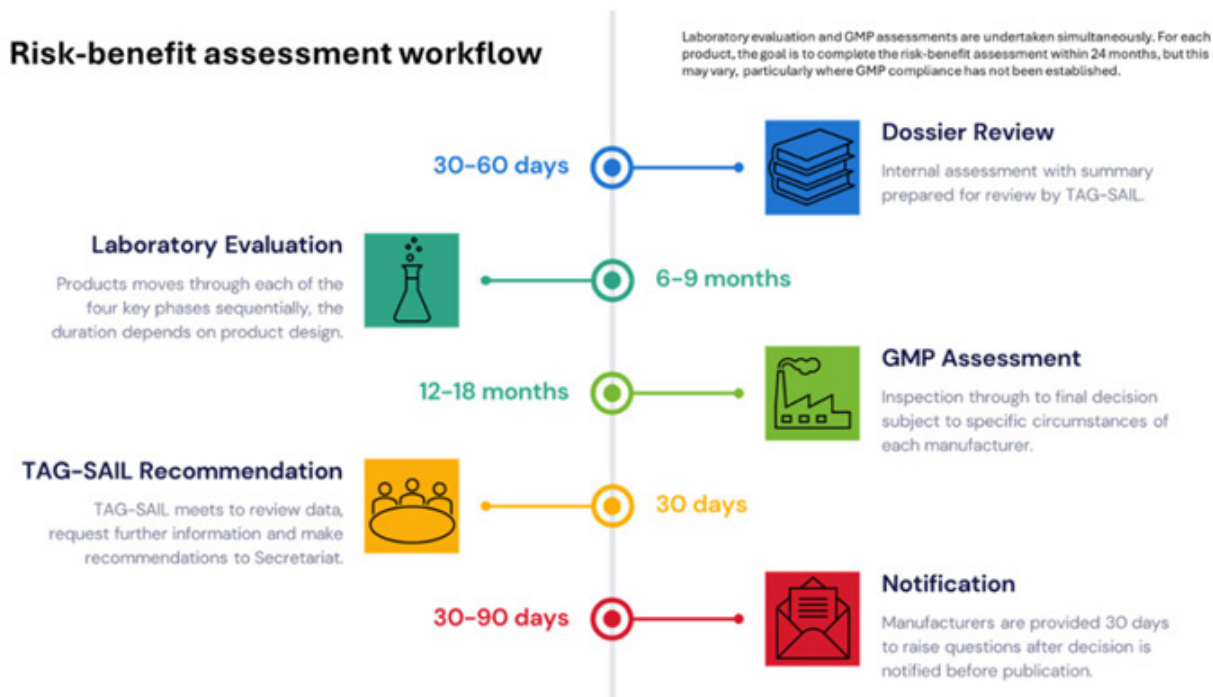 Risk-benefit assessment workflow
Laboratory evaluation and GMP assessments are undertaken simultaneously. For each
product, the goal is to complete the risk-benefit assessment within 24 months, but this
may vary, particularly where GMP compliance has not been established.
30-60 days
Dossier Review
Internal assessment with summary
prepared for review by TAG-SAIL.
Laboratory Evaluation
Products moves through each of the
four key phases sequentially, the
duration depends on product design.
6-9 months
12-18 months
GMP Assessment
Inspection through to final decision
subject to specific circumstances of
each manufacturer.
TAG-SAIL Recommendation
TAG-SAIL meets to review data,
request further information and make
recommendations to Secretariat.
30 days
30-90 days
Notification
Manufacturers are provided 30 days
to raise questions after decision is
notified before publication.